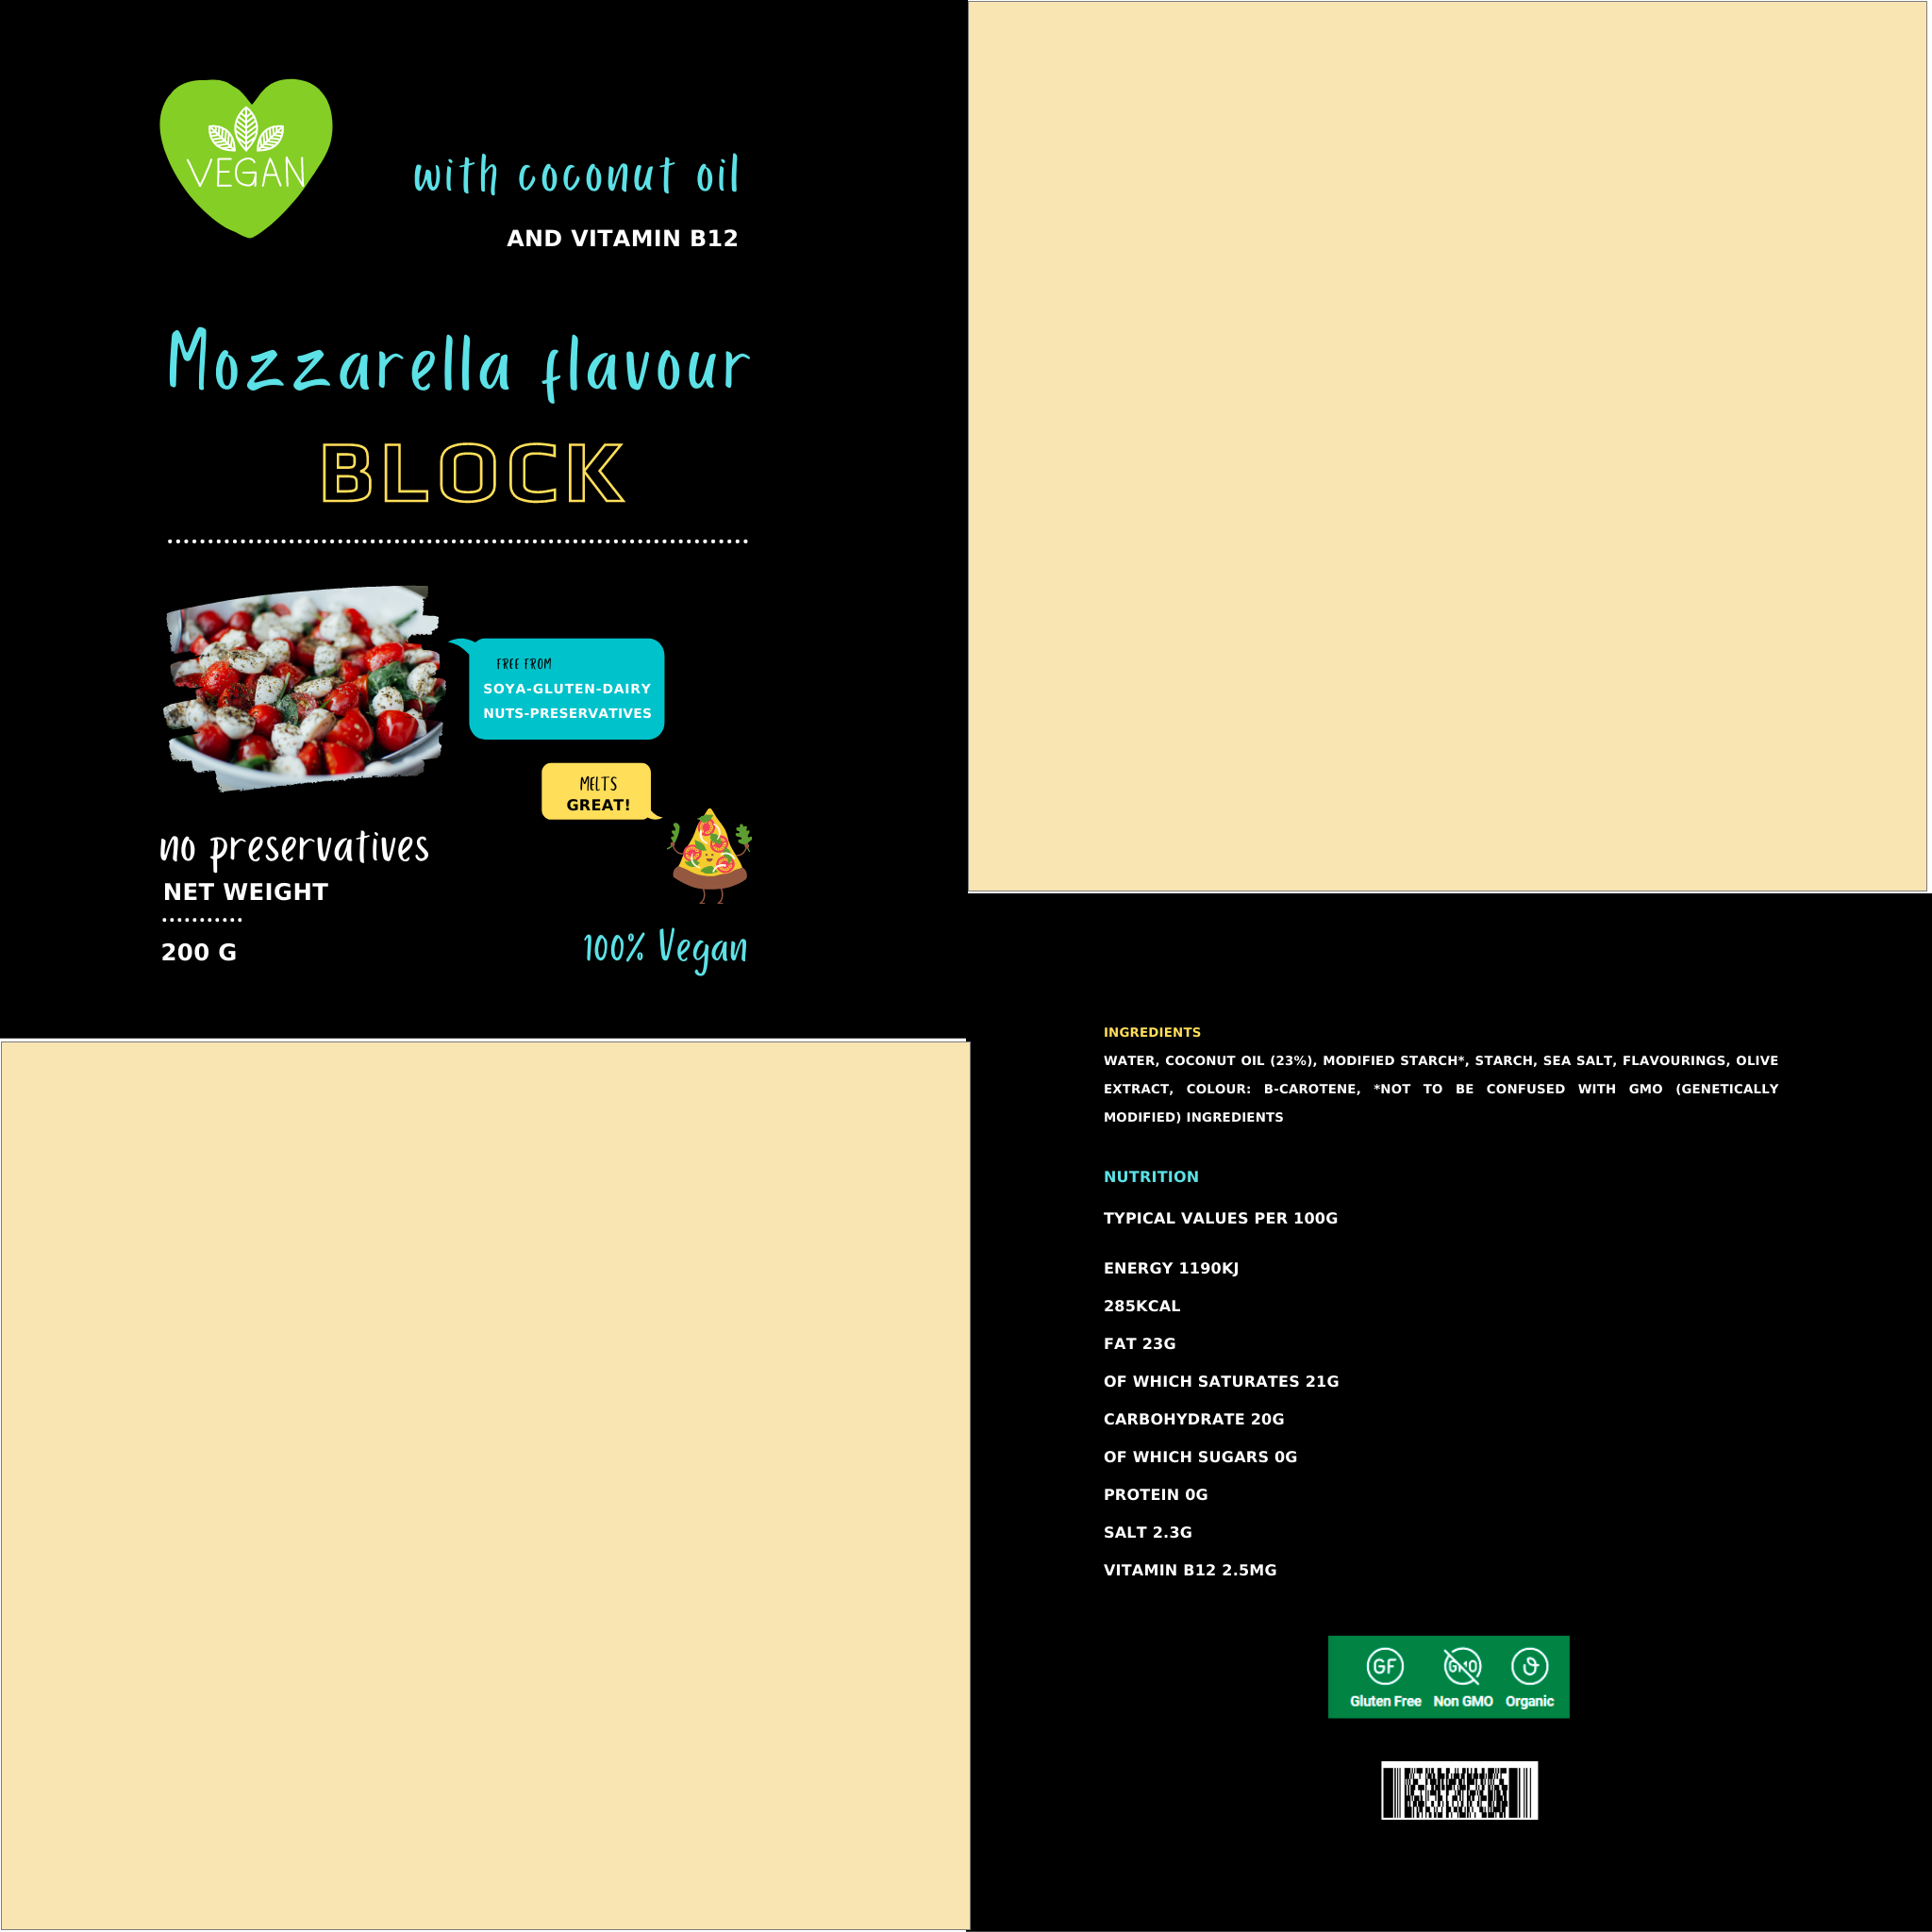 VEGAN
with coconut oil
AND VITAMIN B12
Mozzarella flavour
BLOCK
FREE FROM
SOYA-GLUTEN-DAIRY
NUTS-PRESERVATIVES
MELTS
GREAT!
no preservatives
NET WEIGHT
200 G
100% Vegan
INGREDIENTS
WATER, COCONUT OIL (23%), MODIFIED STARCH*, STARCH, SEA SALT, FLAVOURINGS, OLIVE
EXTRACT, COLOUR: B-CAROTENE, *NOT TO BE CONFUSED WITH GMO (GENETICALLY
MODIFIED) INGREDIENTS
NUTRITION
TYPICAL VALUES PER 100G
ENERGY 1190KJ
285KCAL
FAT 23G
OF WHICH SATURATES 21G
CARBOHYDRATE 20G
OF WHICH SUGARS 0G
PROTEIN 0G
SALT 2.3G
VITAMIN B12 2.5MG
GF GMO
Gluten Free Non GMO Organic